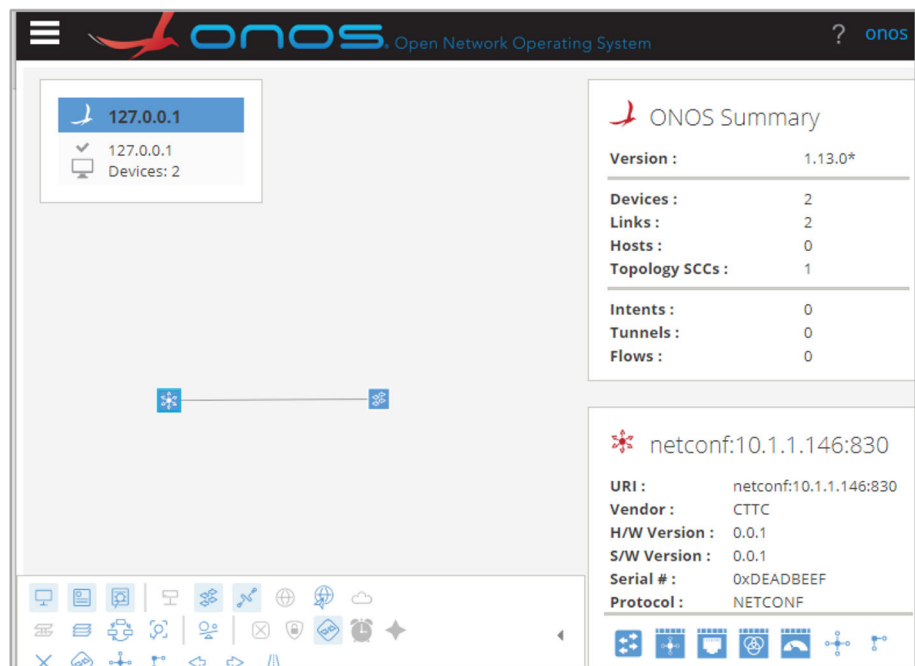 onos. Open Network Operating System ? onos
127.0.0.1
127.0.0.1
Devices: 2
ONOS Summary
Version : 1.13.0*
Devices : 2
Links : 2
Hosts : 0
Topology SCCs : 1
Intents : 0
Tunnels : 0
Flows : 0
netconf:10.1.1.146:830
URI : netconf:10.1.1.146:830
Vendor : CTTC
H/W Version : 0.0.1
S/W Version : 0.0.1
Serial # : 0xDEADBEEF
Protocol : NETCONF